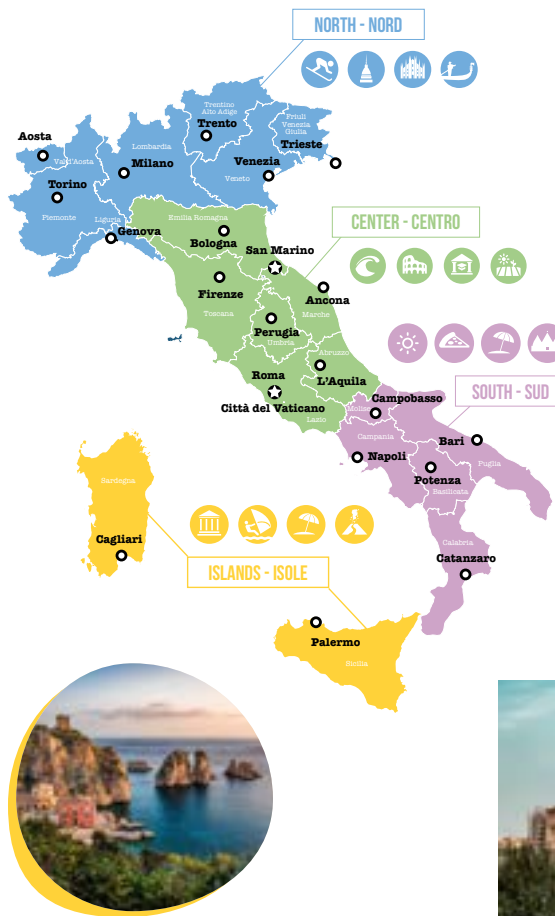 NORTH - NORD
Trentino
Alto Adige
Trento
Friuli
Venezia
Giulia
Trieste
Aosta
Vall'Aosta
Lombardia
Milano
Venezia
Veneto
Torino
Piemonte
Liguria
Genova
Emilia Romagna
Bologna
CENTER - CENTRO
San Marino
Firenze
Toscana
Ancona
Marche
Perugia
Umbria
Abruzzo
L'Aquila
Roma
Città del Vaticano
Lazio
SOUTH - SUD
Campobasso
Molise
Campania
Napoli
Bari
Puglia
Potenza
Basilicata
Calabria
Catanzaro
Sardegna
Cagliari
ISLANDS - ISOLE
Palermo
Sicilia